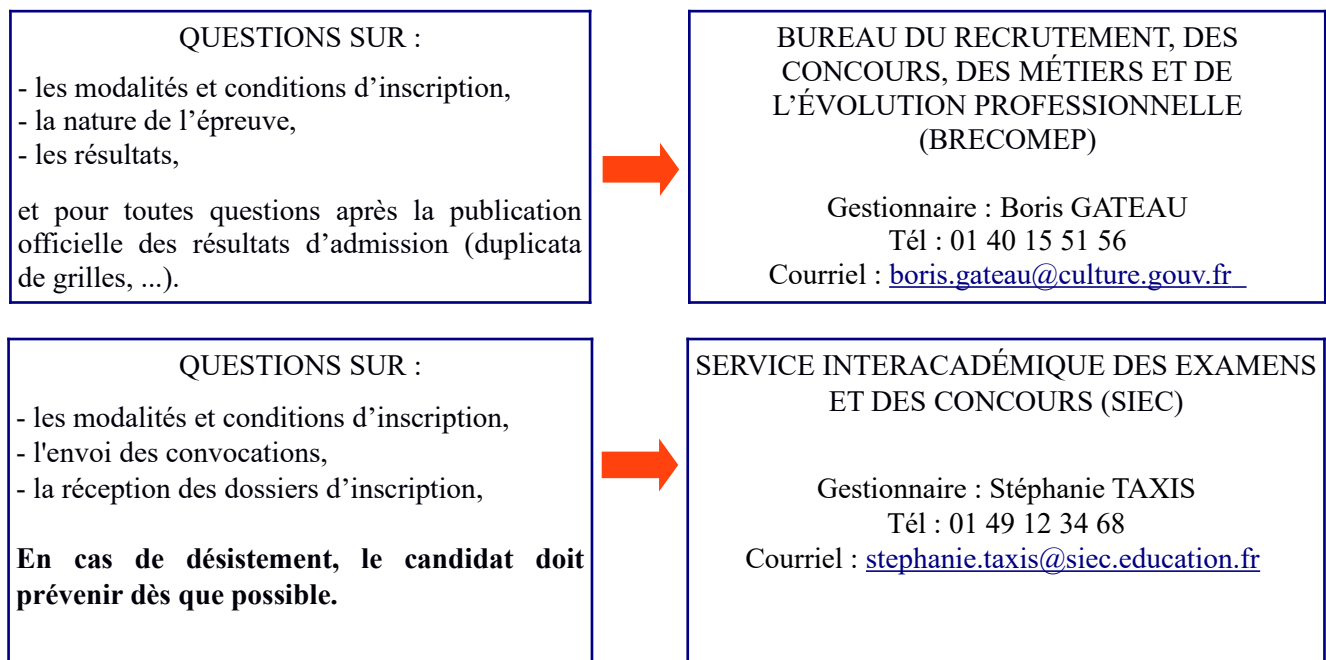 QUESTIONS SUR :
- les modalités et conditions d’inscription,
- la nature de l’épreuve,
- les résultats,
et pour toutes questions après la publication
officielle des résultats d’admission (duplicata
de grilles, ...).
BUREAU DU RECRUTEMENT, DES
CONCOURS, DES MÉTIERS ET DE
L’ÉVOLUTION PROFESSIONNELLE
(BRECOMEP)
Gestionnaire : Boris GATEAU
Tél : 01 40 15 51 56
Courriel : boris.gateau@culture.gouv.fr
QUESTIONS SUR :
- les modalités et conditions d’inscription,
- l'envoi des convocations,
- la réception des dossiers d’inscription,
En cas de désistement, le candidat doit
prévenir dès que possible.
SERVICE INTERACADÉMIQUE DES EXAMENS
ET DES CONCOURS (SIEC)
Gestionnaire : Stéphanie TAXIS
Tél : 01 49 12 34 68
Courriel : stephanie.taxis@siec.education.fr